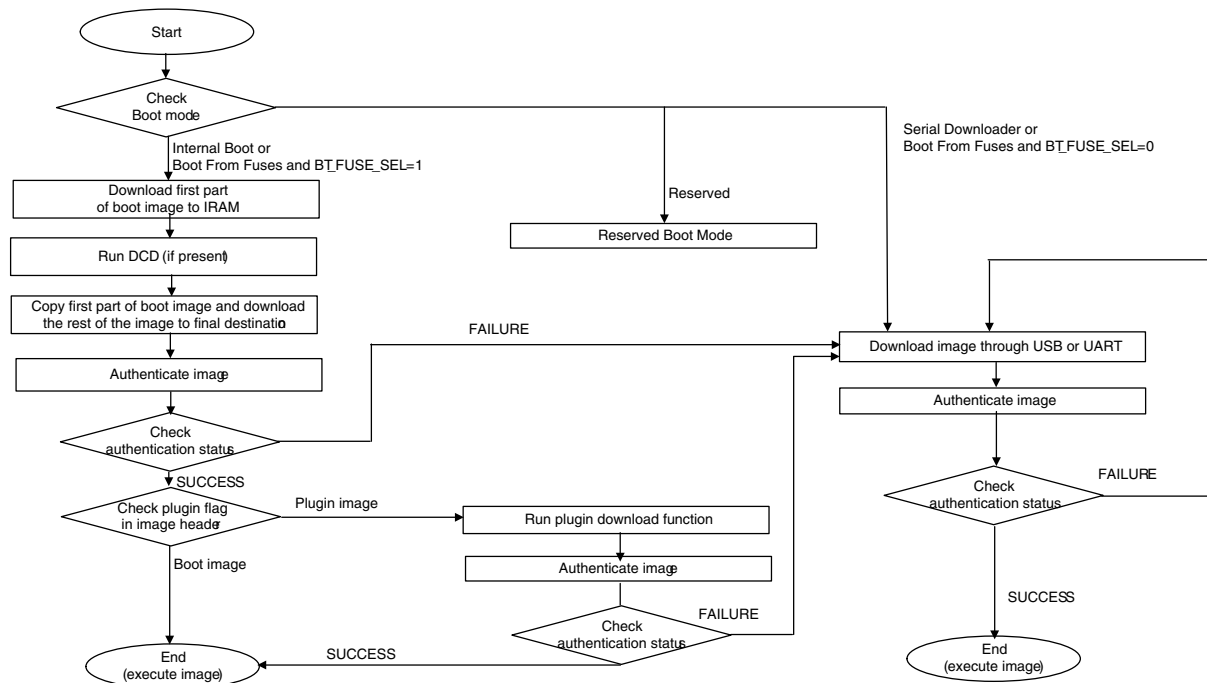 Start
Check
Boot mode
Internal Boot or
Boot From Fuses and BT_FUSE_SEL=1
Serial Downloader or
Boot From Fuses and BT_FUSE_SEL=0
Reserved
Download first part
of boot image to IRAM
Reserved Boot Mode
Run DCD (if present)
Copy first part of boot image and download
the rest of the image to final destination
FAILURE
Download image through USB or UART
Authenticate image
Authenticate image
Check
authentication status
SUCCESS
FAILURE
Check
authentication status
Check plugin flag
in image header
Plugin image
Run plugin download function
Boot image
Authenticate image
SUCCESS
FAILURE
Check
authentication status
SUCCESS
End
(execute image)
End
(execute image)